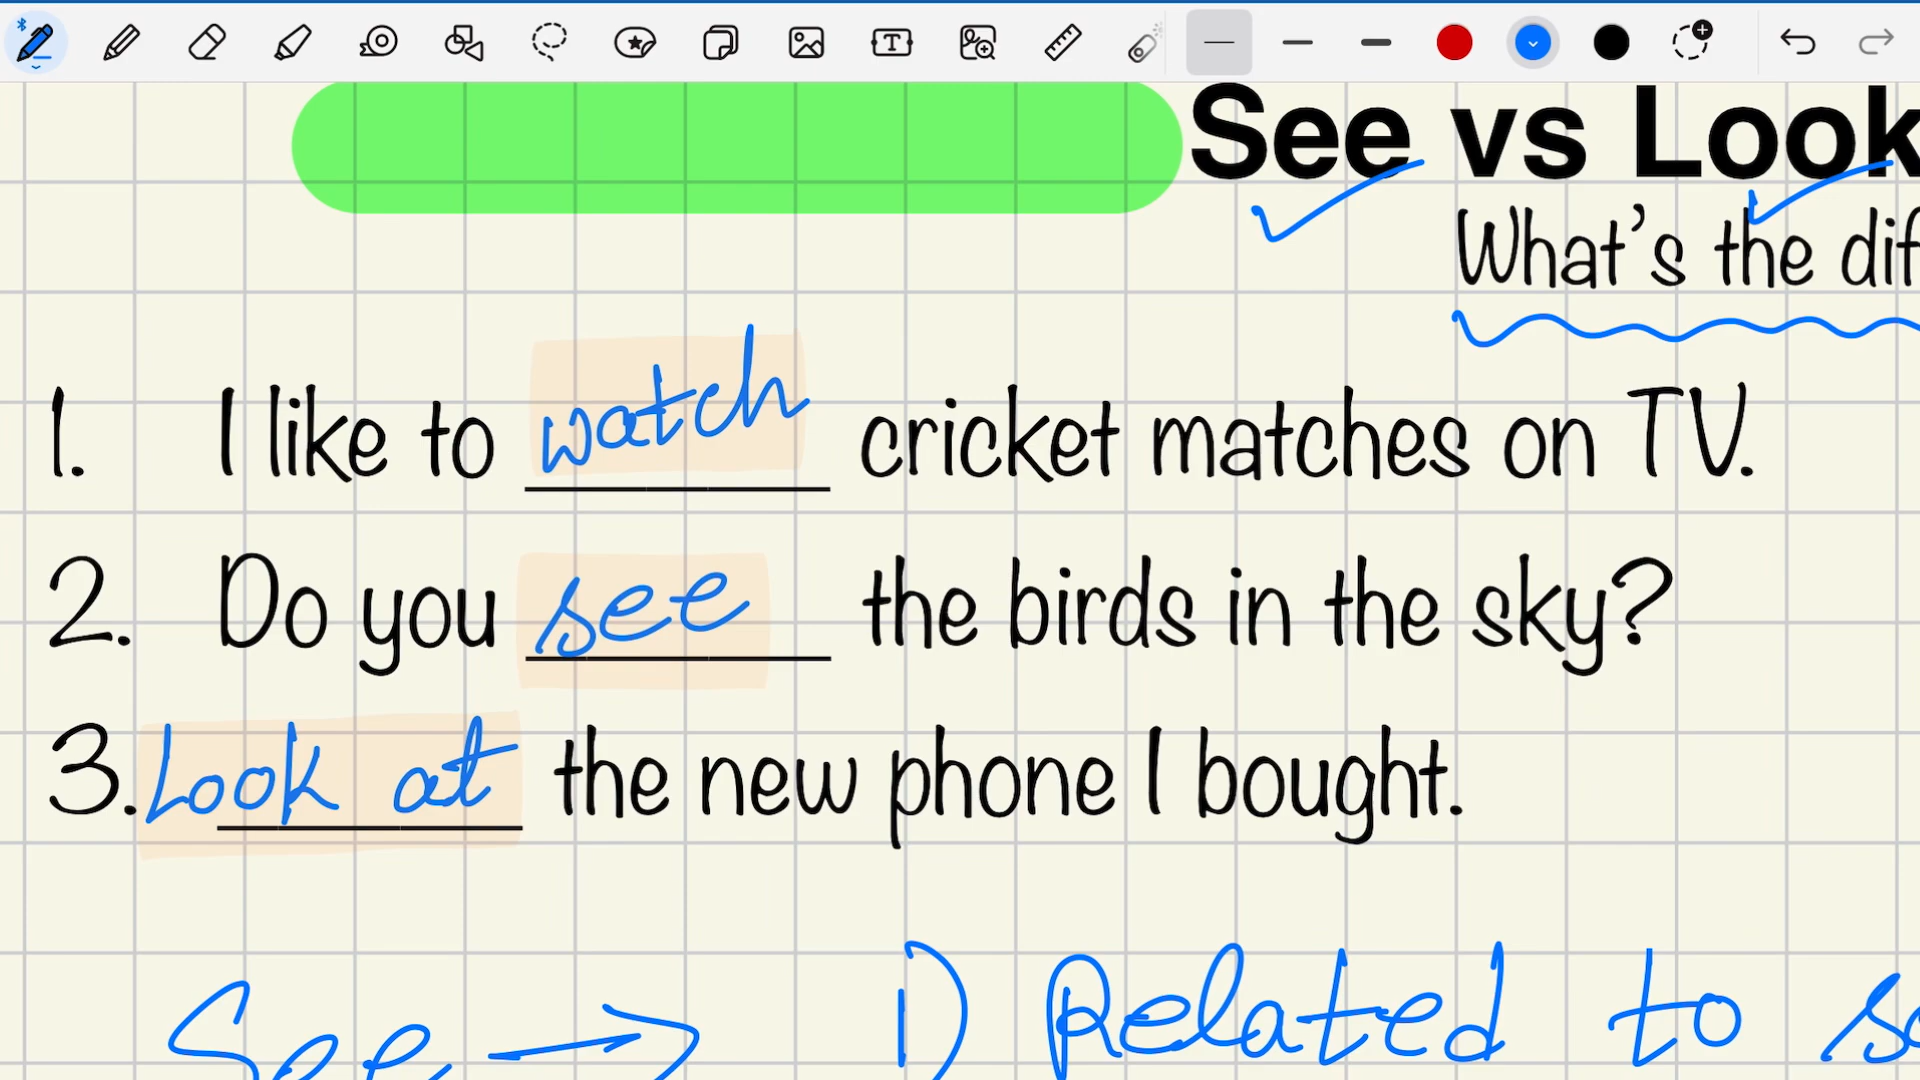 See vs Look
What's the dif
1. I like to watch cricket matches on TV.
2. Do you see the birds in the sky?
3. Look at the new phone I bought.
See → 1) Related to